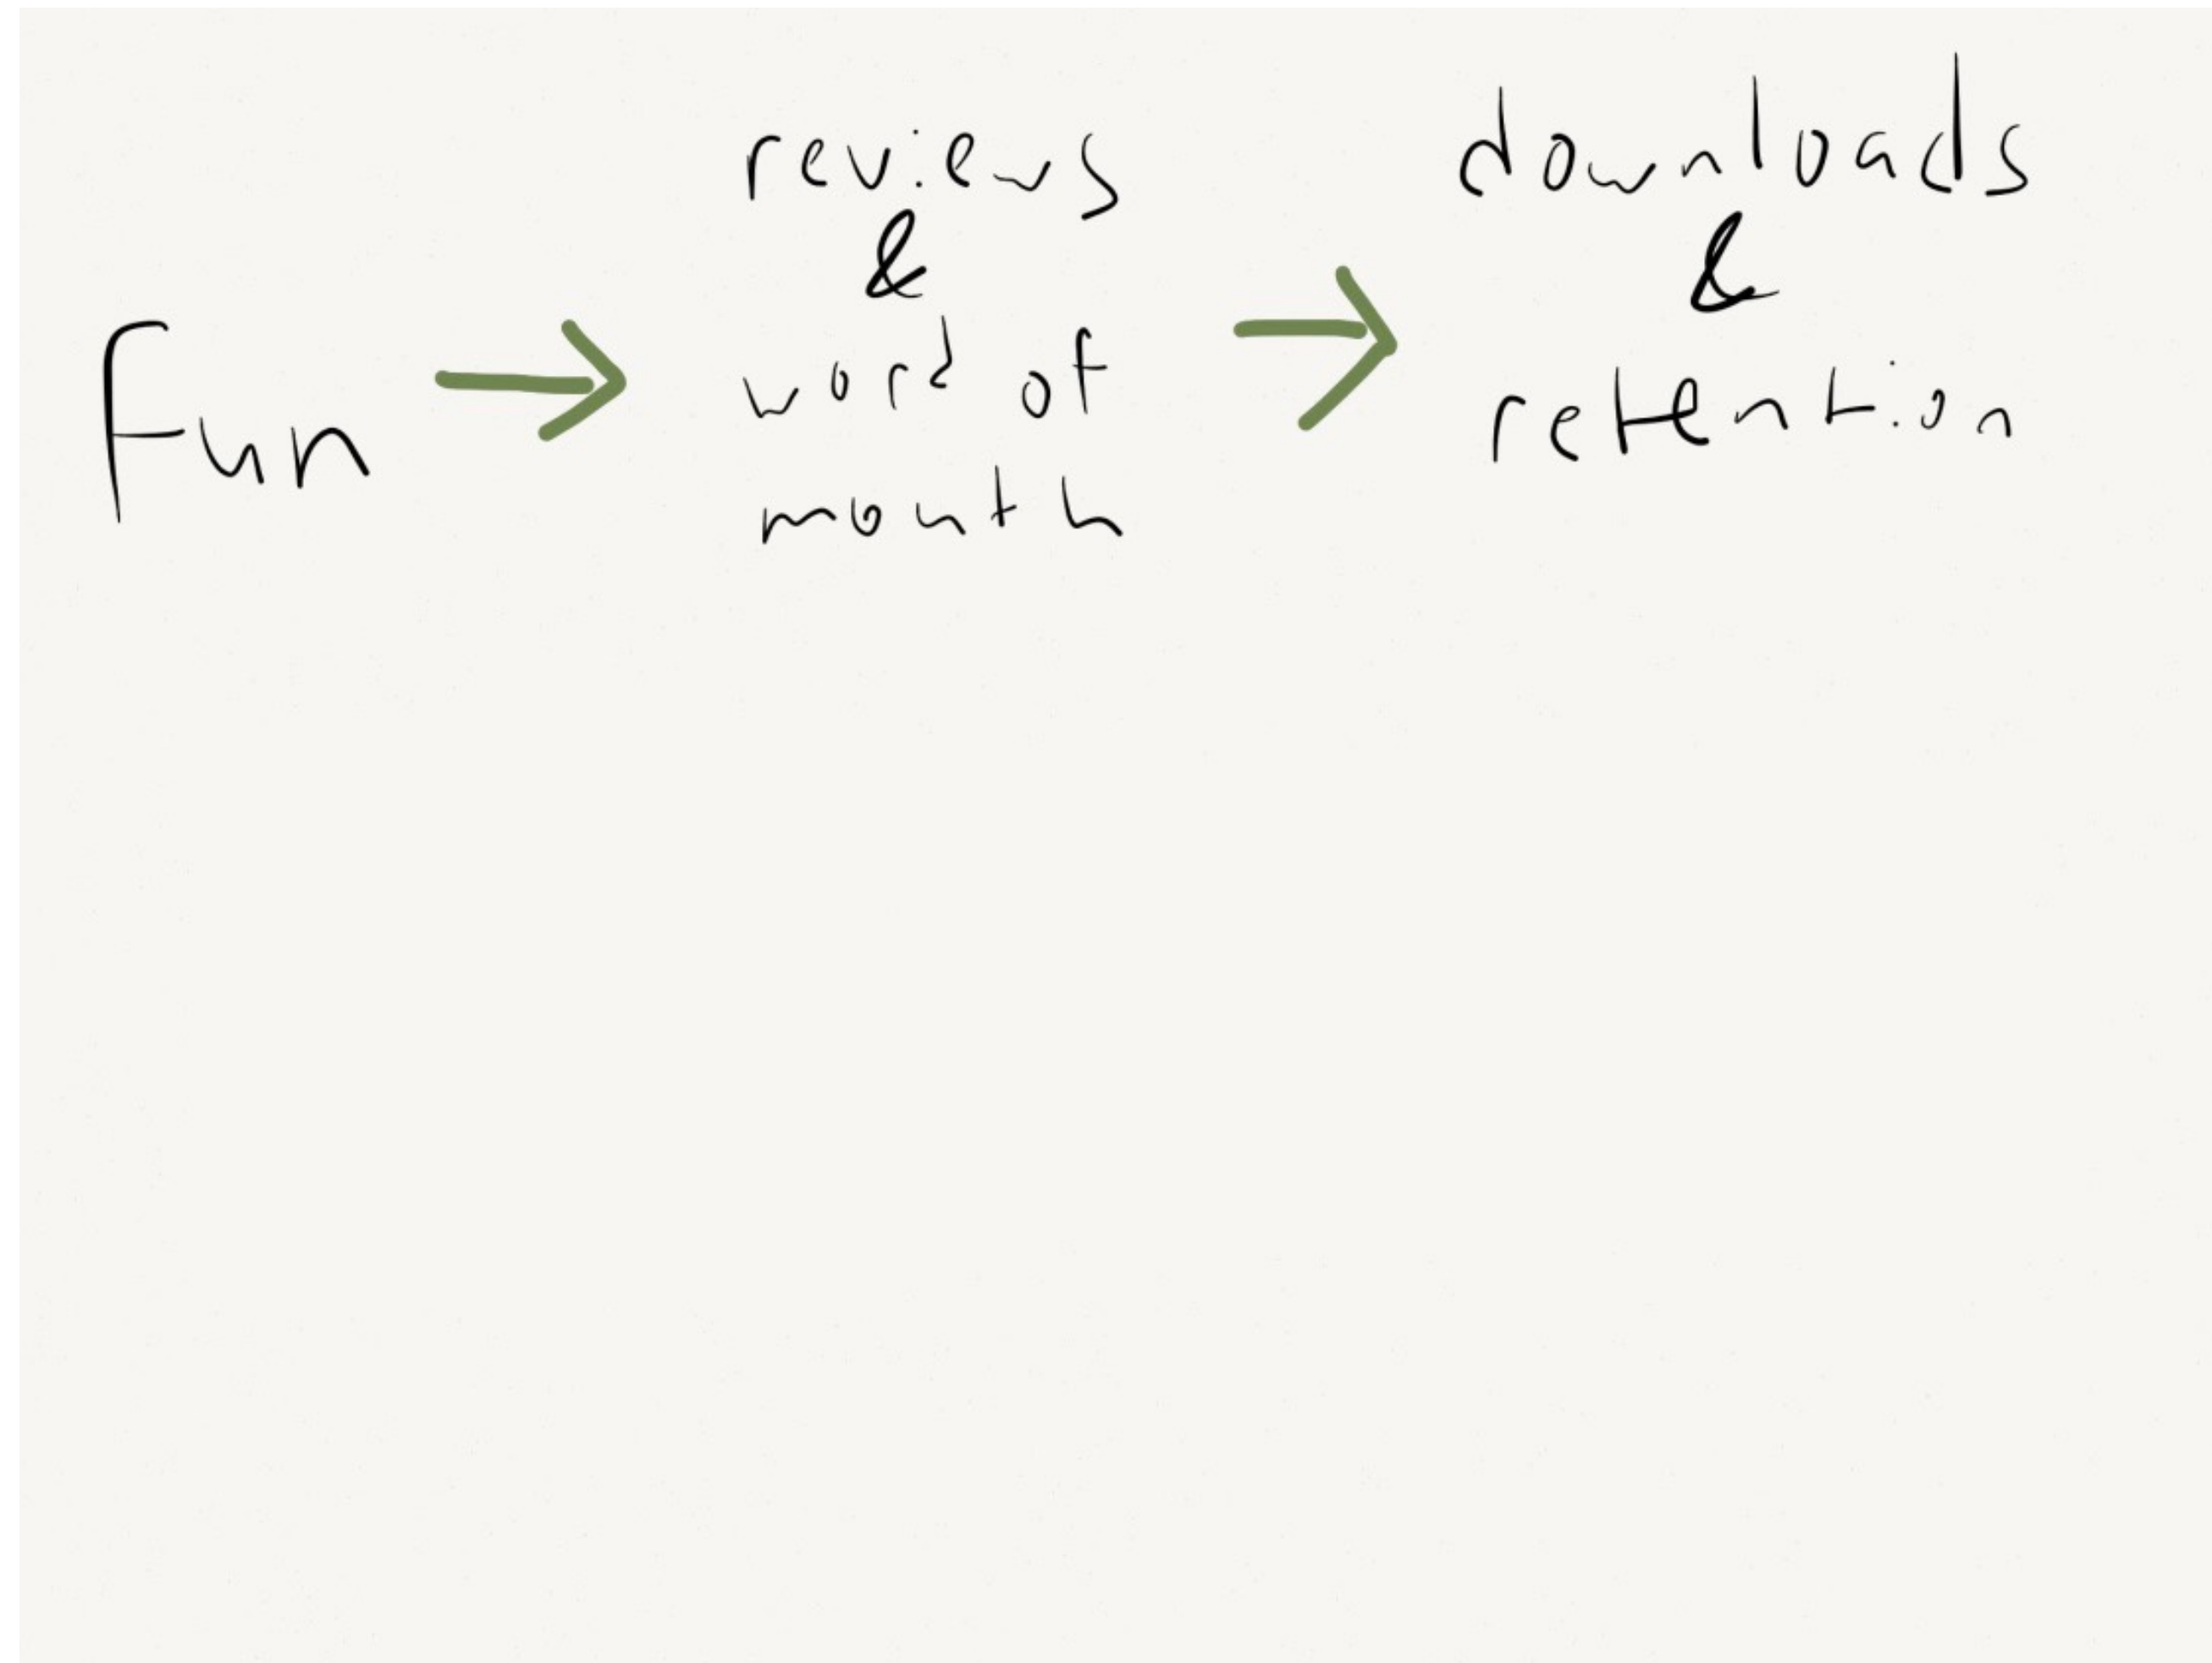 Fun → reviews & word of mouth → downloads & retention